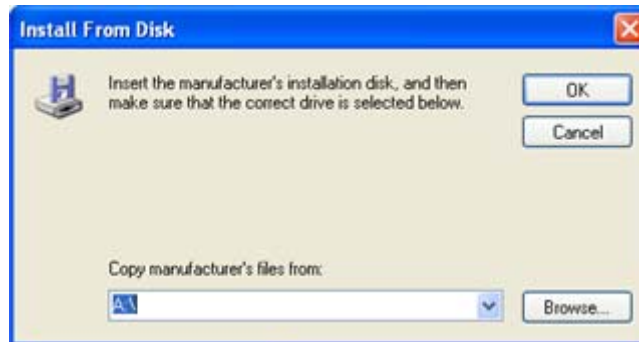 Install From Disk
Insert the manufacturer's installation disk, and then
make sure that the correct drive is selected below.
OK
Cancel
Copy manufacturer's files from:
A:\
Browse...